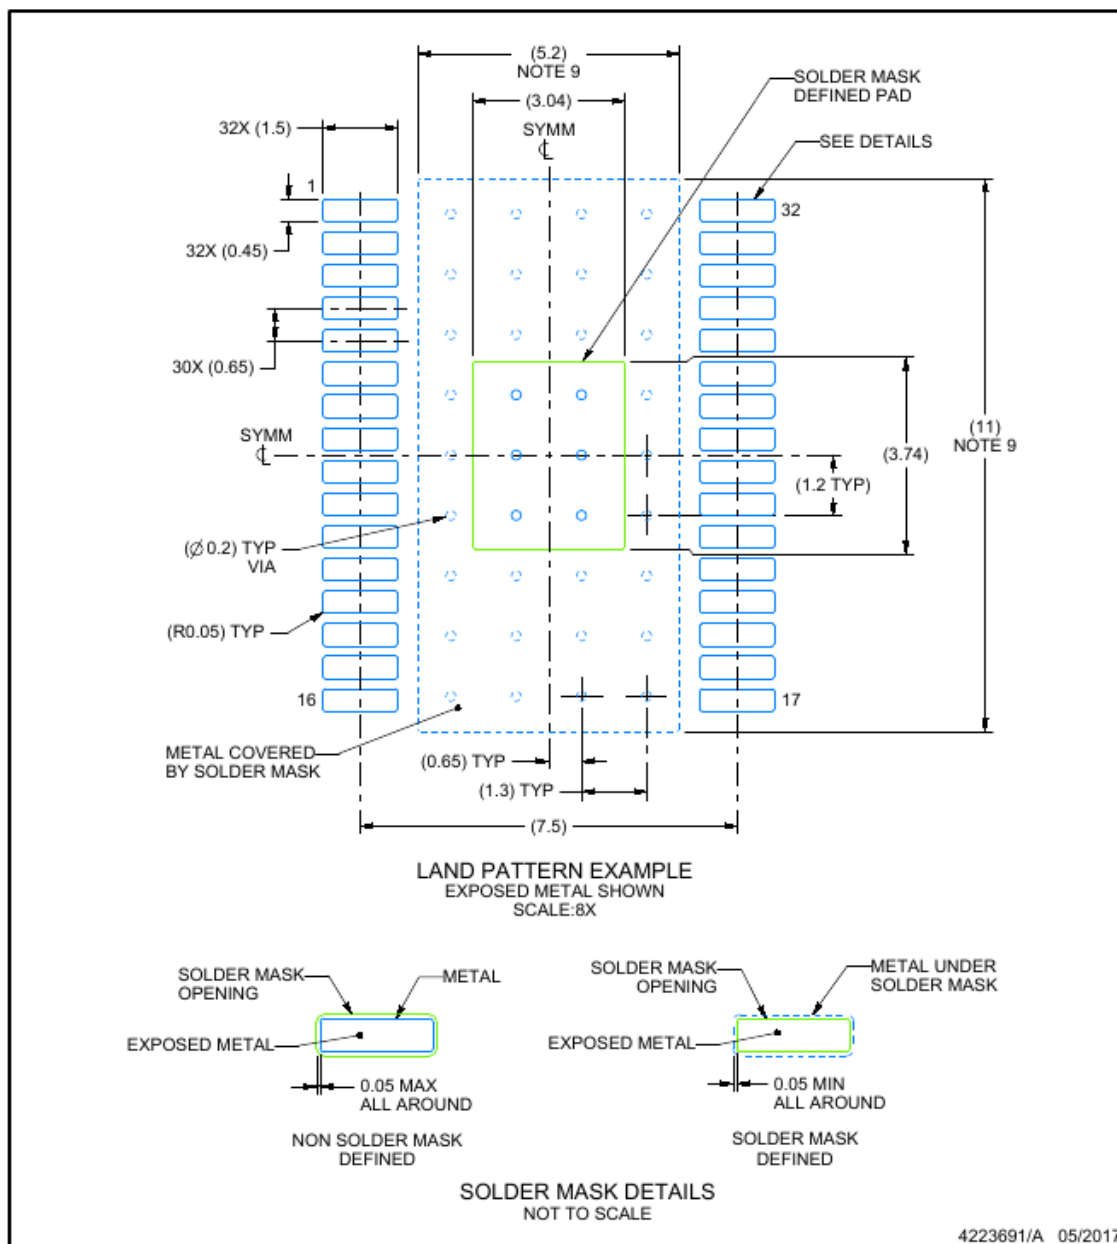 (5.2)
NOTE 9
(3.04)
SYMM
℄
SOLDER MASK
DEFINED PAD
32X (1.5)
SEE DETAILS
1
32
32X (0.45)
30X (0.65)
SYMM
℄
(11)
NOTE 9
(3.74)
(1.2 TYP)
(Ø 0.2) TYP
VIA
(R0.05) TYP
16
17
METAL COVERED
BY SOLDER MASK
(0.65) TYP
(1.3) TYP
(7.5)
LAND PATTERN EXAMPLE
EXPOSED METAL SHOWN
SCALE:8X
SOLDER MASK
OPENING
METAL
EXPOSED METAL
0.05 MAX
ALL AROUND
NON SOLDER MASK
DEFINED
SOLDER MASK
OPENING
METAL UNDER
SOLDER MASK
EXPOSED METAL
0.05 MIN
ALL AROUND
SOLDER MASK
DEFINED
SOLDER MASK DETAILS
NOT TO SCALE
4223691/A 05/2017